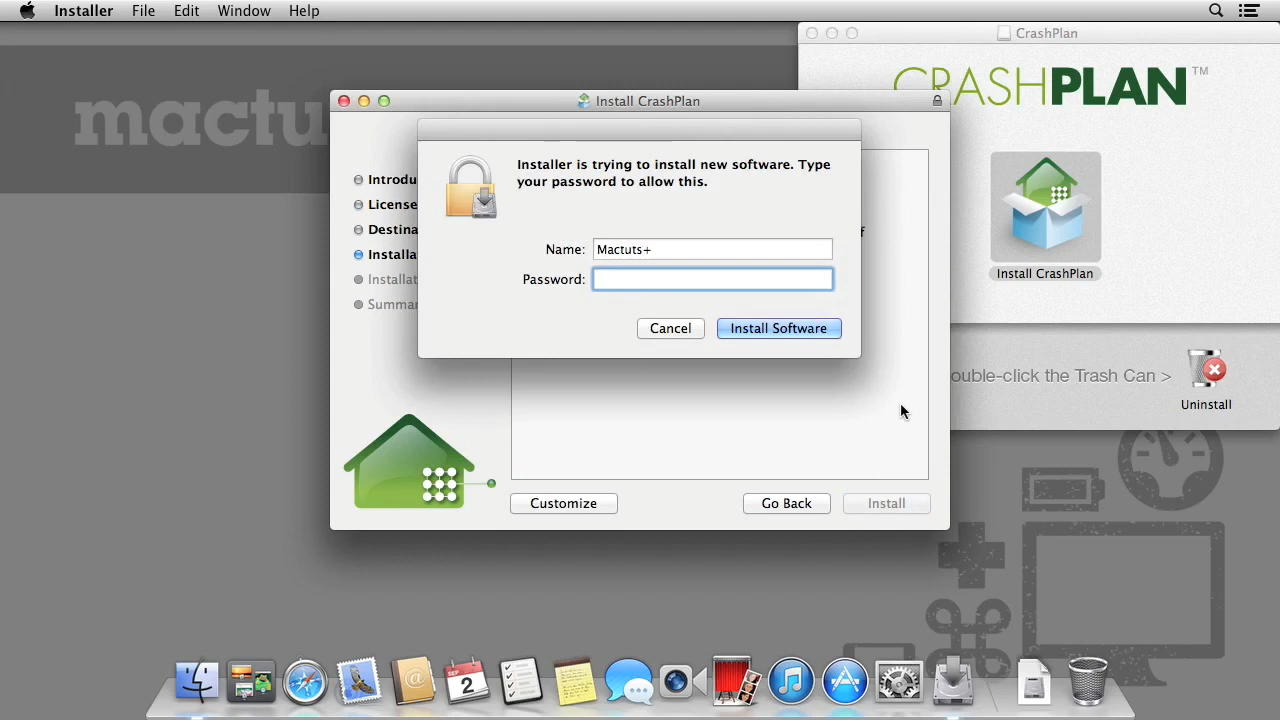 Installer File Edit Window Help
CrashPlan
CRASHPLAN™
mactu
Install CrashPlan
Installer is trying to install new software. Type
your password to allow this.
Introdu
License
Destina
Installa
Installat
Summar
f
Name: Mactuts+
Password:
Cancel Install Software
Install CrashPlan
ouble-click the Trash Can >
Uninstall
Customize Go Back Install
SEP
2